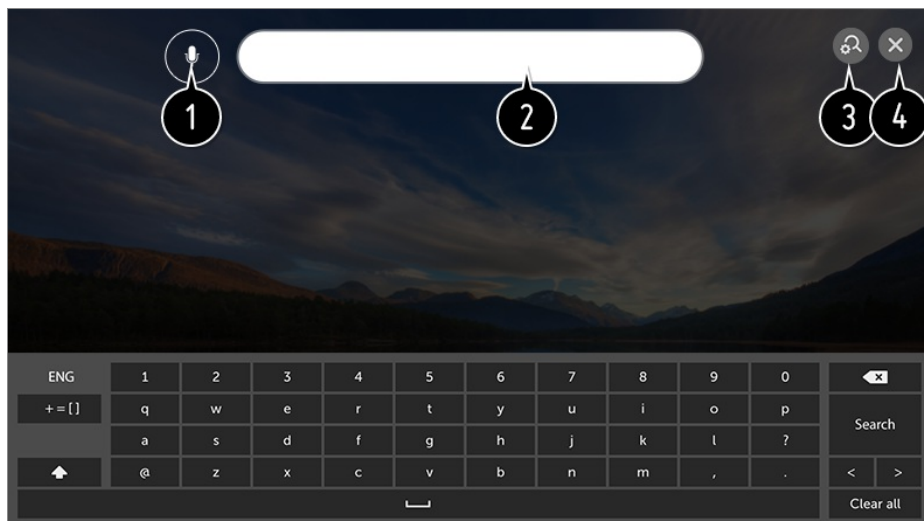 1 2 3 4
ENG 1 2 3 4 5 6 7 8 9 0
+=[] q w e r t y u i o p
Search
a s d f g h j k l ?
@ z x c v b n m , . < >
Clear all